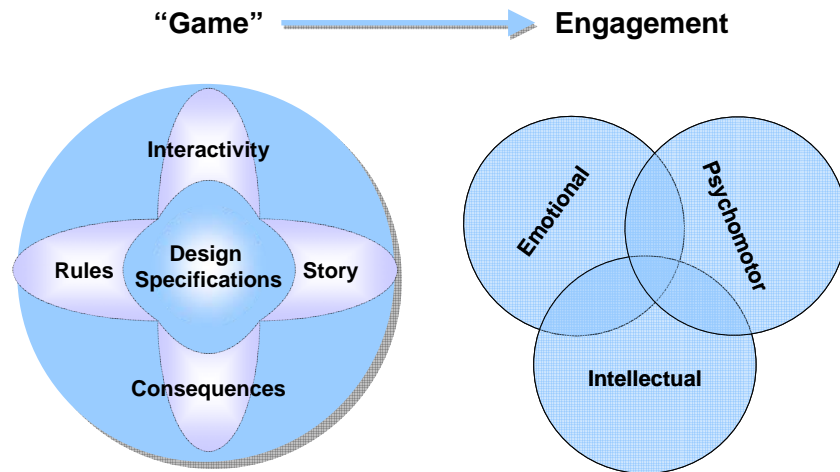 “Game”
Engagement
Interactivity
Rules
Design
Specifications
Story
Consequences
Emotional
Psychomotor
Intellectual